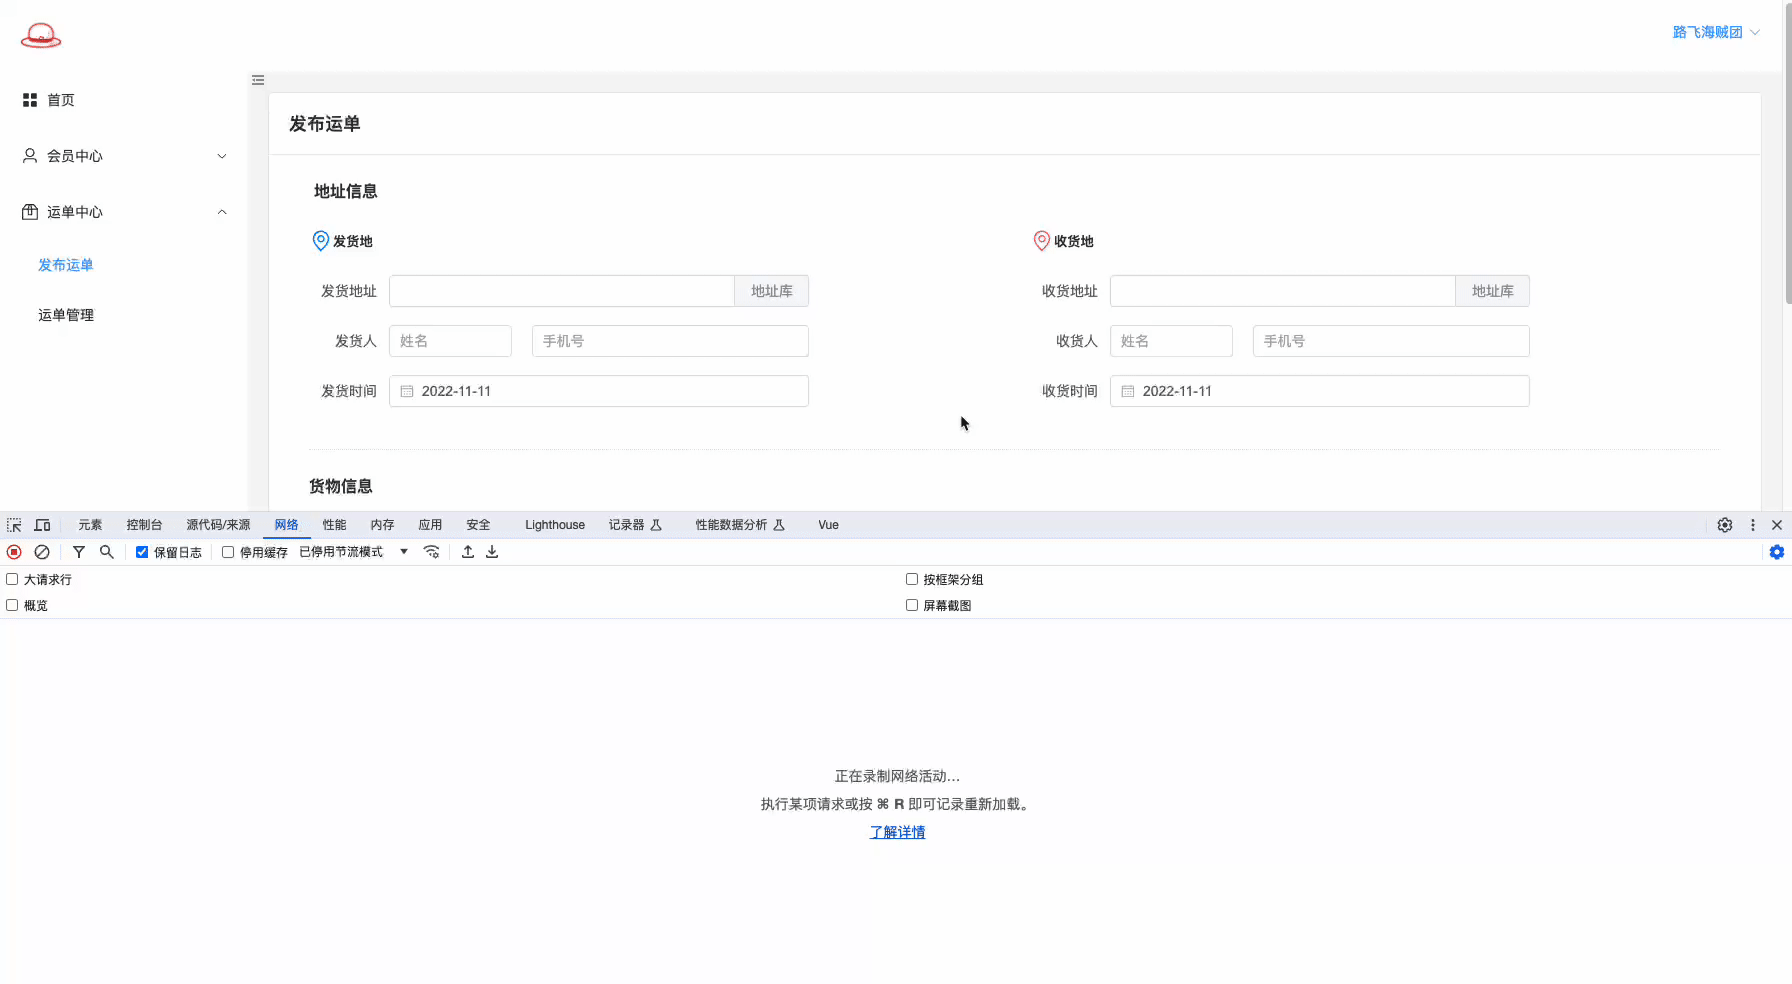 路飞海贼团
首页
会员中心
运单中心
发布运单
运单管理
发布运单
地址信息
发货地
收货地
发货地址 地址库
收货地址 地址库
发货人 姓名 手机号
收货人 姓名 手机号
发货时间 2022-11-11
收货时间 2022-11-11
货物信息
元素 控制台 源代码/来源 网络 性能 内存 应用 安全 Lighthouse 记录器 性能数据分析 Vue
保留日志 停用缓存 已停用节流模式
大请求行 按框架分组
概览 屏幕截图
正在录制网络活动...
执行某项请求或按 ⌘ R 即可记录重新加载。
了解详情